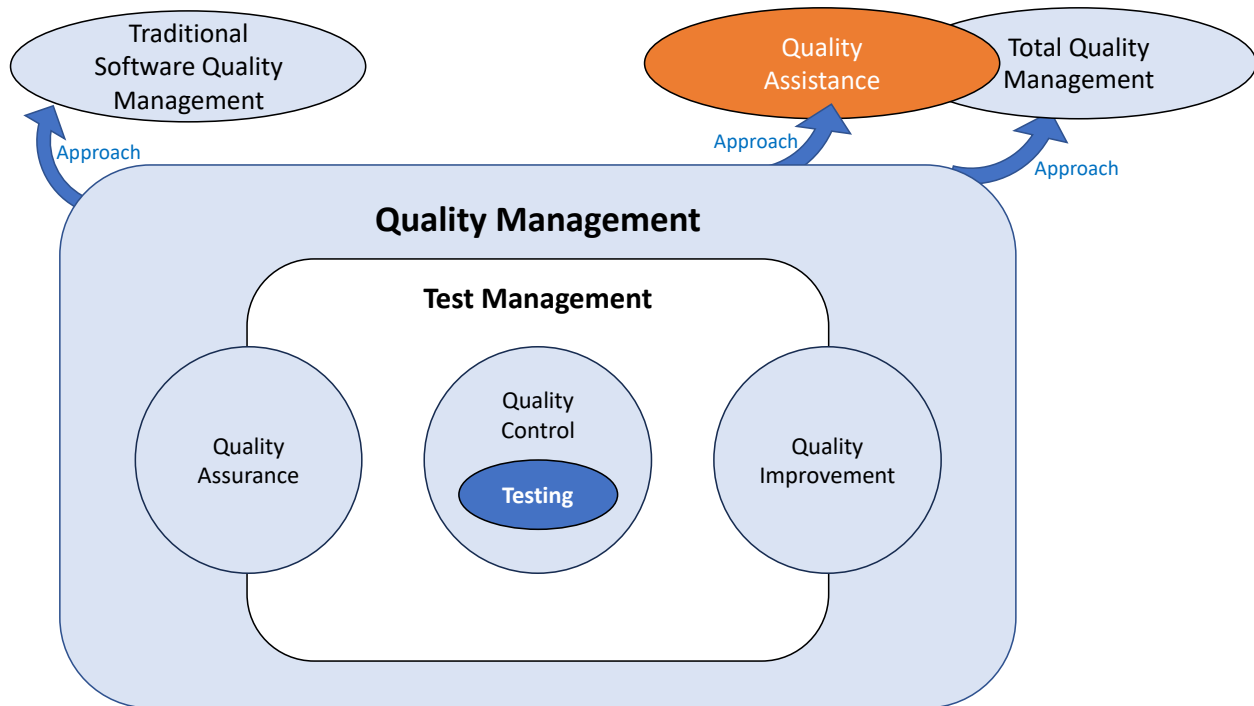 Traditional
Software Quality
Management
Quality
Assistance
Total Quality
Management
Approach
Approach
Approach
Quality Management
Test Management
Quality
Assurance
Quality
Control
Testing
Quality
Improvement